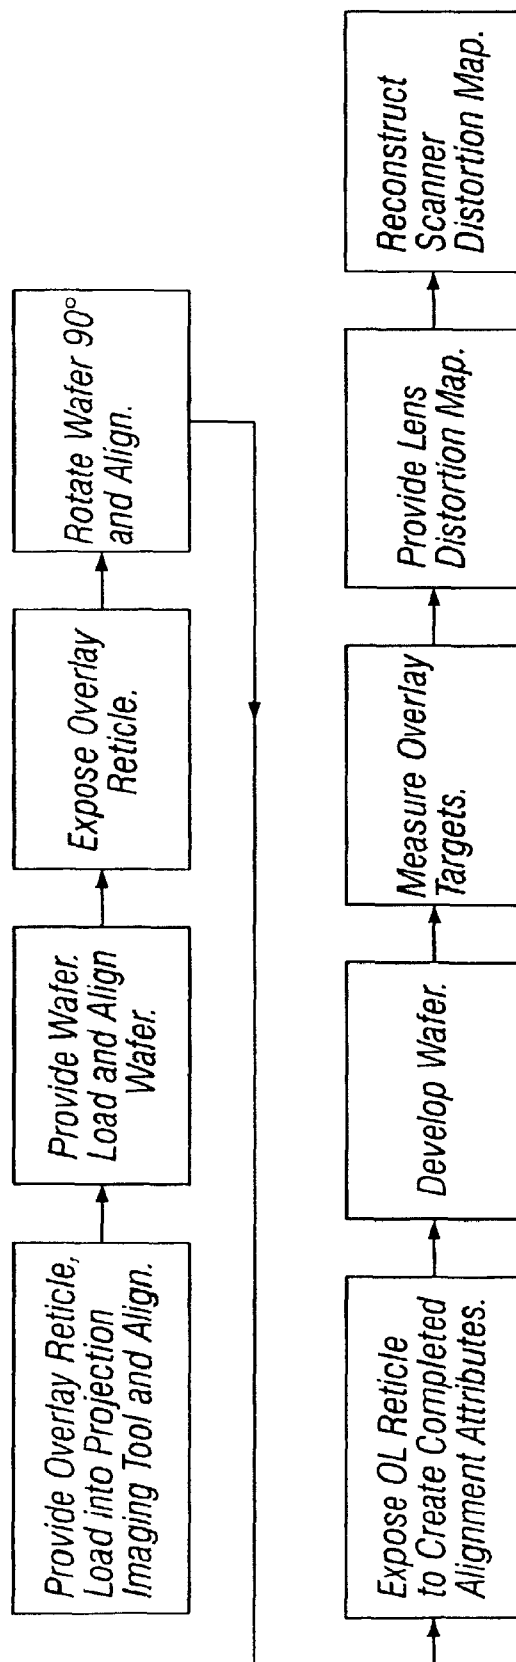 Provide Overlay Reticle,
Load into Projection
Imaging Tool and Align.
Provide Wafer.
Load and Align
Wafer.
Expose Overlay
Reticle.
Rotate Wafer 90°
and Align.
Expose OL Reticle
to Create Completed
Alignment Attributes.
Develop Wafer.
Measure Overlay
Targets.
Provide Lens
Distortion Map.
Reconstruct
Scanner
Distortion Map.